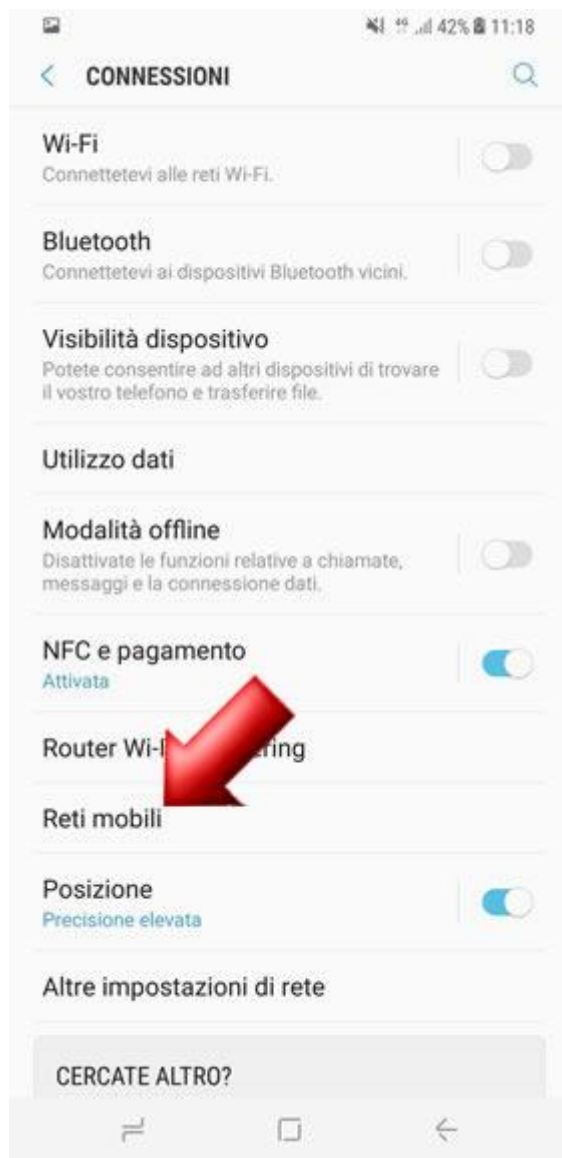 42% 11:18
CONNESSIONI
Wi-Fi
Connettetevi alle reti Wi-Fi.
Bluetooth
Connettetevi ai dispositivi Bluetooth vicini.
Visibilità dispositivo
Potete consentire ad altri dispositivi di trovare
il vostro telefono e trasferire file.
Utilizzo dati
Modalità offline
Disattivate le funzioni relative a chiamate,
messaggi e la connessione dati.
NFC e pagamento
Attivata
Router
Reti mobili
Posizione
Precisione elevata
Altre impostazioni di rete
CERCATE ALTRO?